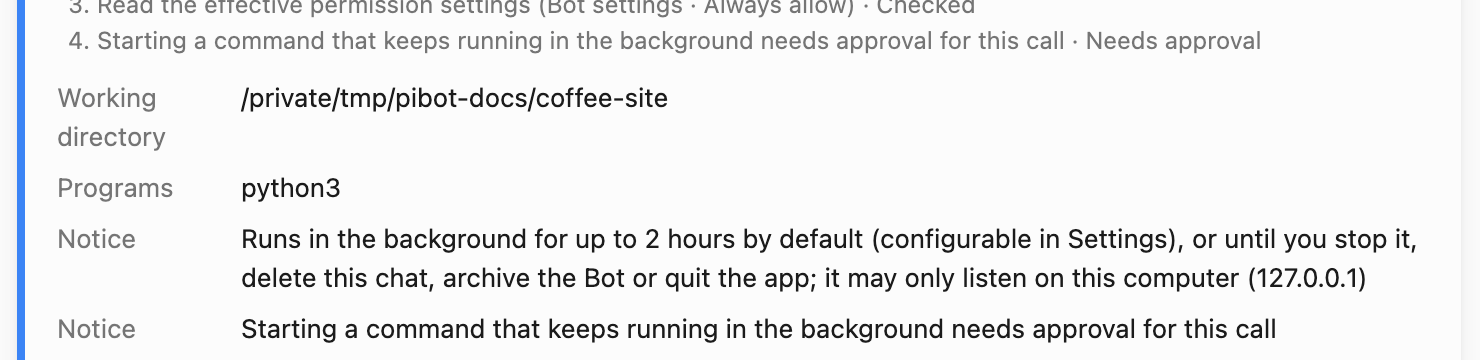 3. Read the effective permission settings (Bot settings · Always allow) · Checked
4. Starting a command that keeps running in the background needs approval for this call · Needs approval
Working directory
/private/tmp/pibot-docs/coffee-site
Programs
python3
Notice
Runs in the background for up to 2 hours by default (configurable in Settings), or until you stop it,
delete this chat, archive the Bot or quit the app; it may only listen on this computer (127.0.0.1)
Notice
Starting a command that keeps running in the background needs approval for this call